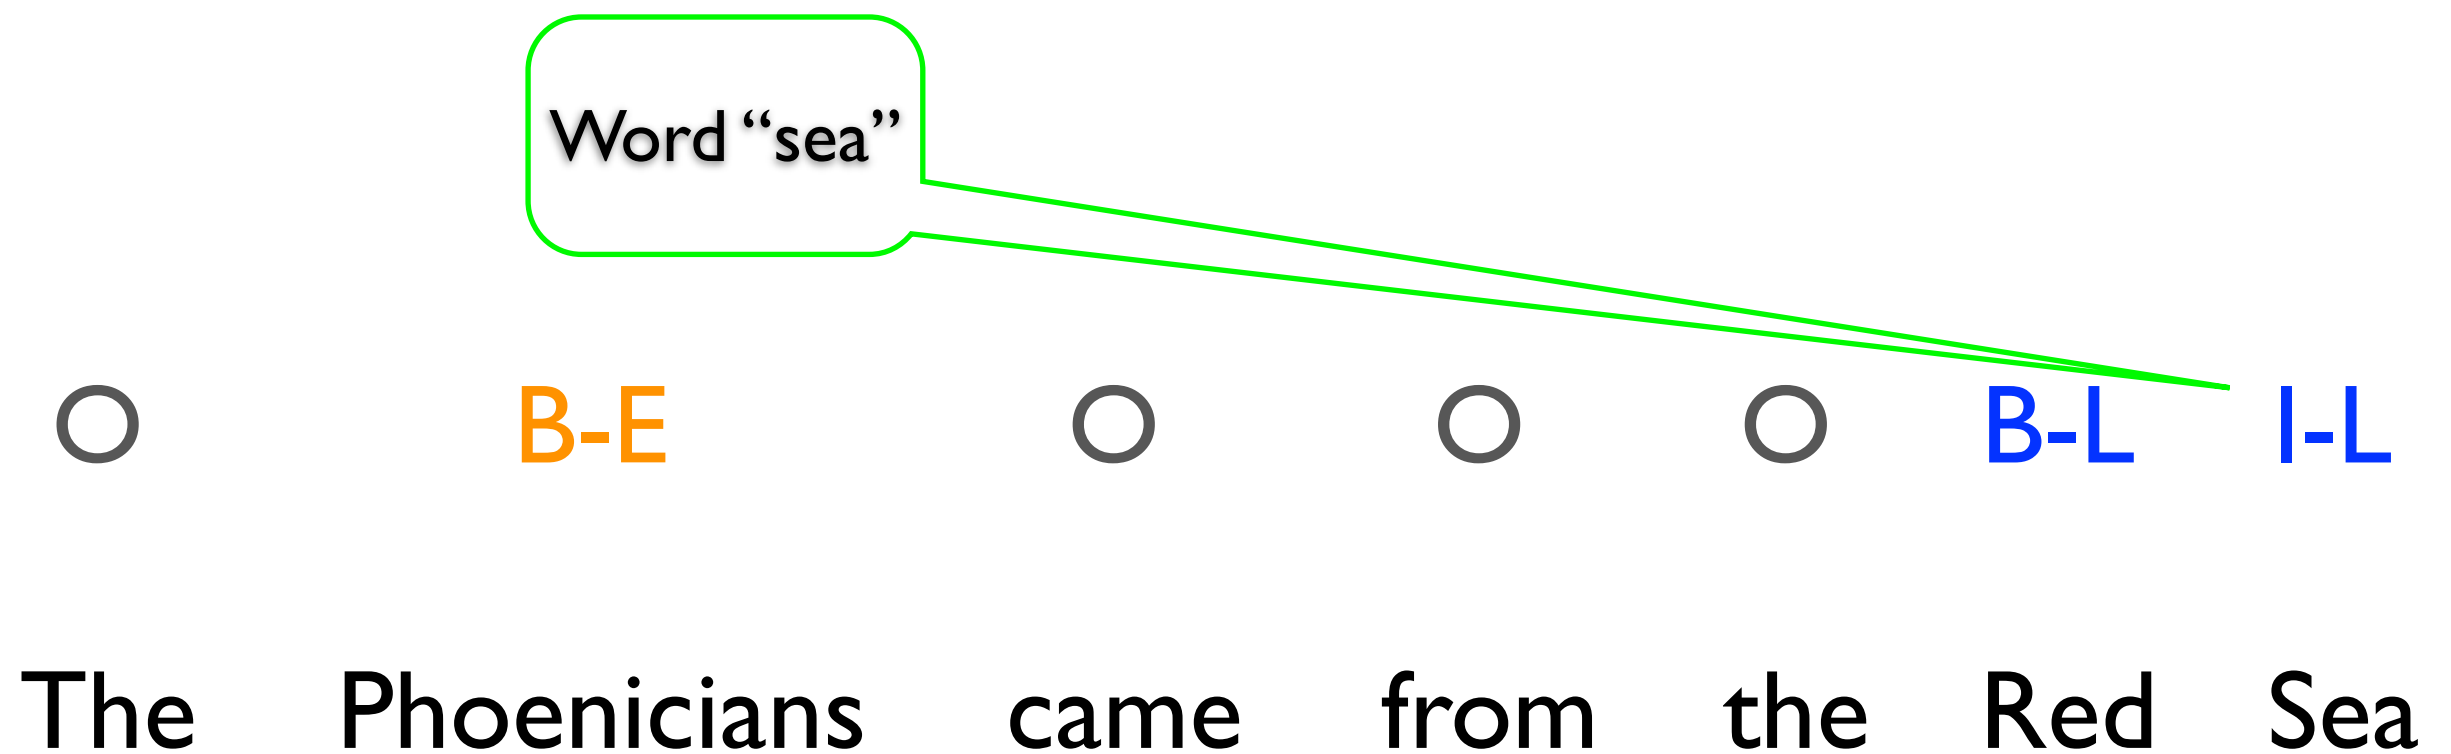 Word “sea”
O B-E O O O B-L I-L
The Phoenicians came from the Red Sea